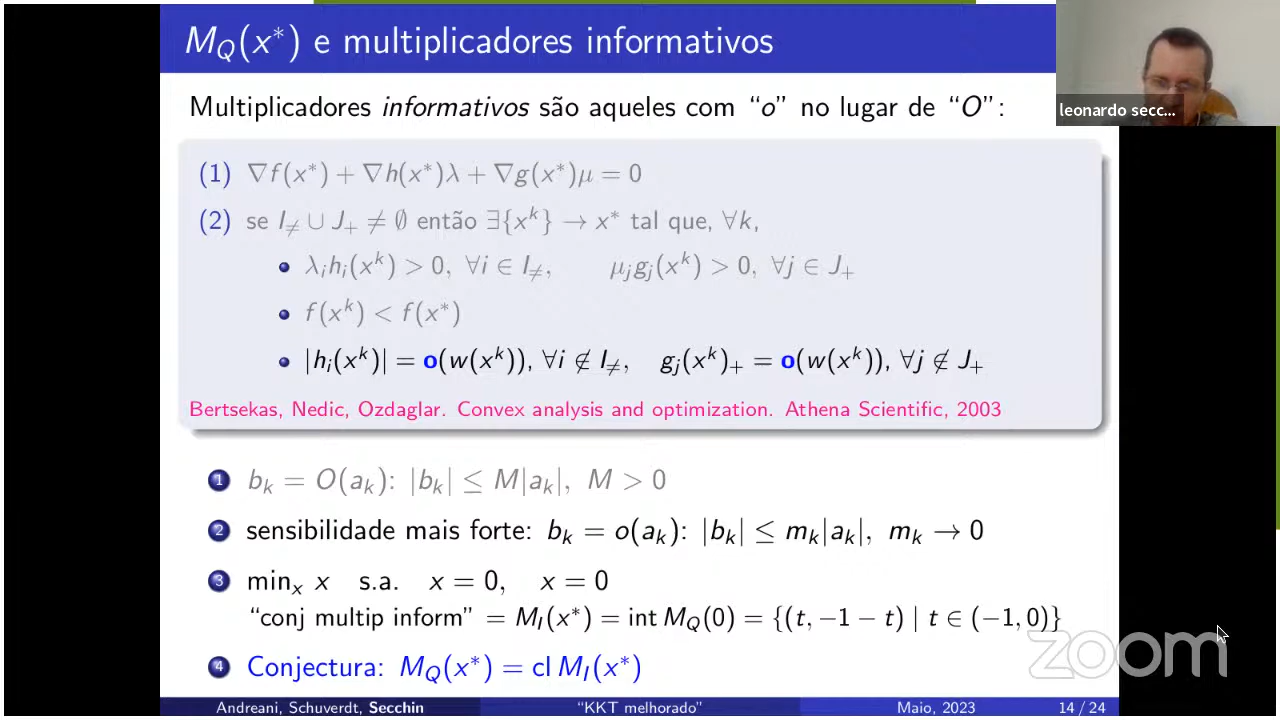 M_Q(x*) e multiplicadores informativos
Multiplicadores informativos são aqueles com “o” no lugar de “O”:
leonardo secc...
(1) ∇f(x*) + ∇h(x*)λ + ∇g(x*)μ = 0
(2) se I_≠ ∪ J_+ ≠ ∅ então ∃{x^k} → x* tal que, ∀k,
• λ_i h_i(x^k) > 0, ∀i ∈ I_≠, μ_j g_j(x^k) > 0, ∀j ∈ J_+
• f(x^k) < f(x*)
• |h_i(x^k)| = o(w(x^k)), ∀i ∉ I_≠, g_j(x^k)_+ = o(w(x^k)), ∀j ∉ J_+
Bertsekas, Nedic, Ozdaglar. Convex analysis and optimization. Athena Scientific, 2003
1 b_k = O(a_k): |b_k| ≤ M|a_k|, M > 0
2 sensibilidade mais forte: b_k = o(a_k): |b_k| ≤ m_k|a_k|, m_k → 0
3 min_x x s.a. x = 0, x = 0
“conj multip inform” = M_I(x*) = int M_Q(0) = {(t, −1 − t) | t ∈ (−1, 0)}
4 Conjectura: M_Q(x*) = cl M_I(x*)
zoom
Andreani, Schuverdt, Secchin “KKT melhorado” Maio, 2023 14 / 24